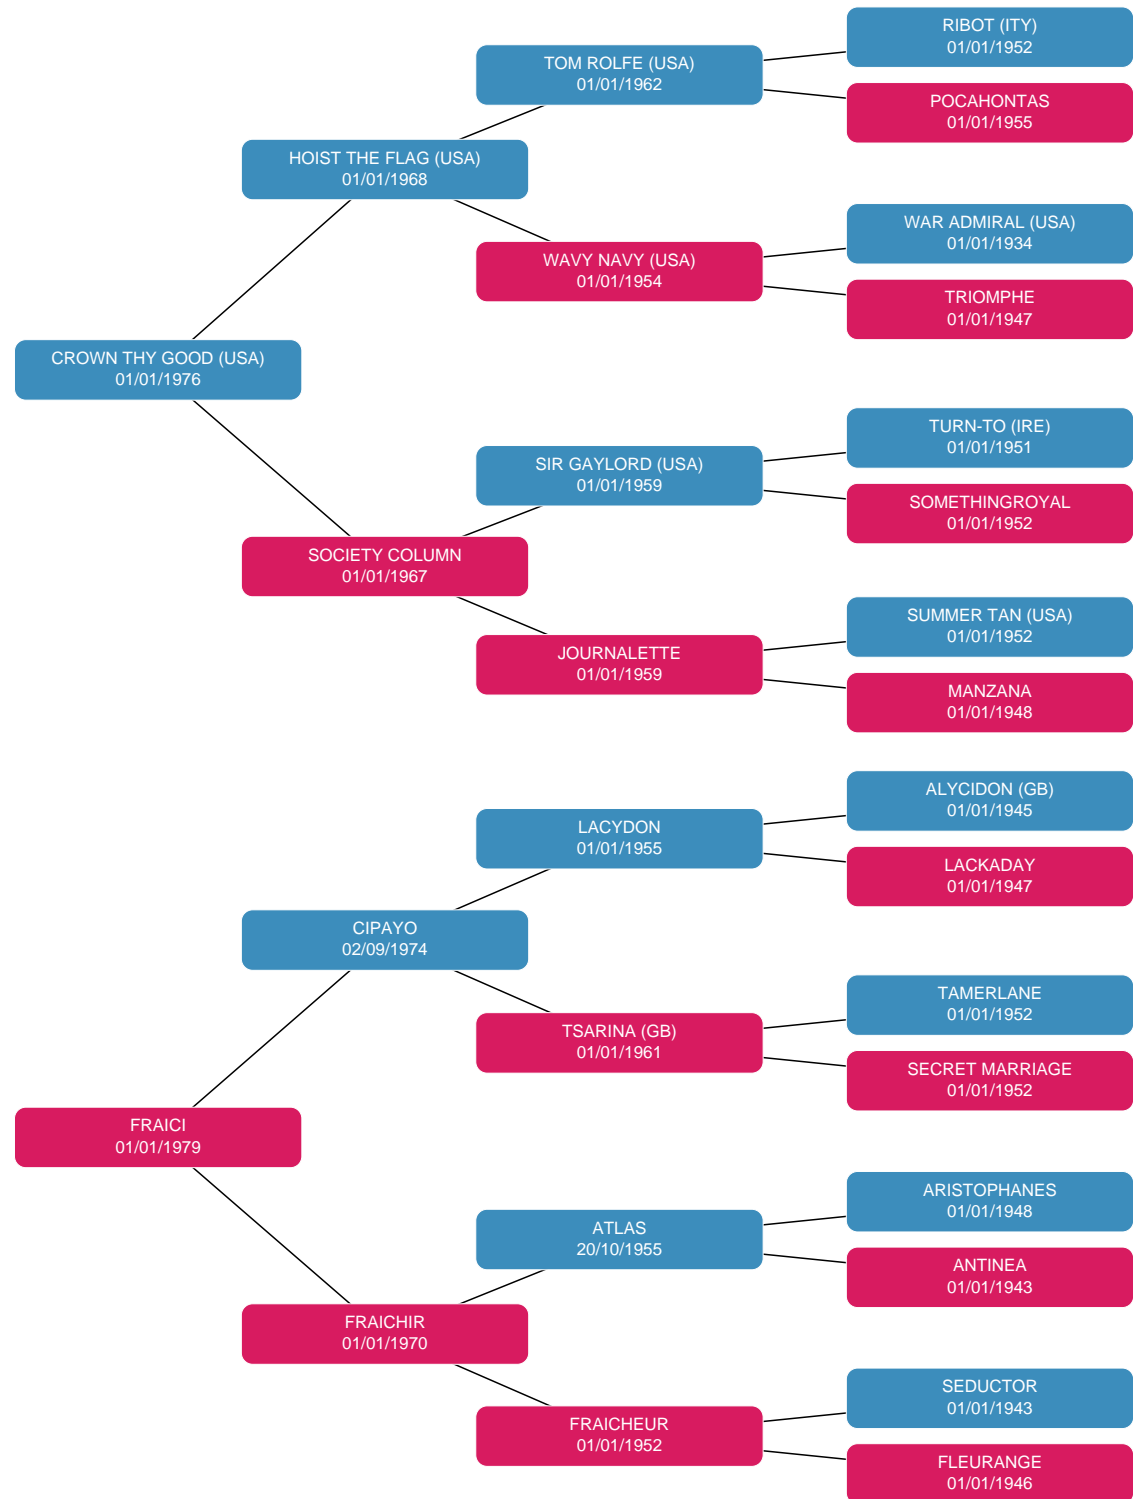 RIBOT (ITY)
01/01/1952
TOM ROLFE (USA)
01/01/1962
POCAHONTAS
01/01/1955
HOIST THE FLAG (USA)
01/01/1968
WAR ADMIRAL (USA)
01/01/1934
WAVY NAVY (USA)
01/01/1954
TRIOMPHE
01/01/1947
CROWN THY GOOD (USA)
01/01/1976
TURN-TO (IRE)
01/01/1951
SIR GAYLORD (USA)
01/01/1959
SOMETHINGROYAL
01/01/1952
SOCIETY COLUMN
01/01/1967
SUMMER TAN (USA)
01/01/1952
JOURNALETTE
01/01/1959
MANZANA
01/01/1948
ALYCIDON (GB)
01/01/1945
LACYDON
01/01/1955
LACKADAY
01/01/1947
CIPAYO
02/09/1974
TAMERLANE
01/01/1952
TSARINA (GB)
01/01/1961
SECRET MARRIAGE
01/01/1952
FRAICI
01/01/1979
ARISTOPHANES
01/01/1948
ATLAS
20/10/1955
ANTINEA
01/01/1943
FRAICHIR
01/01/1970
SEDUCTOR
01/01/1943
FRAICHEUR
01/01/1952
FLEURANGE
01/01/1946